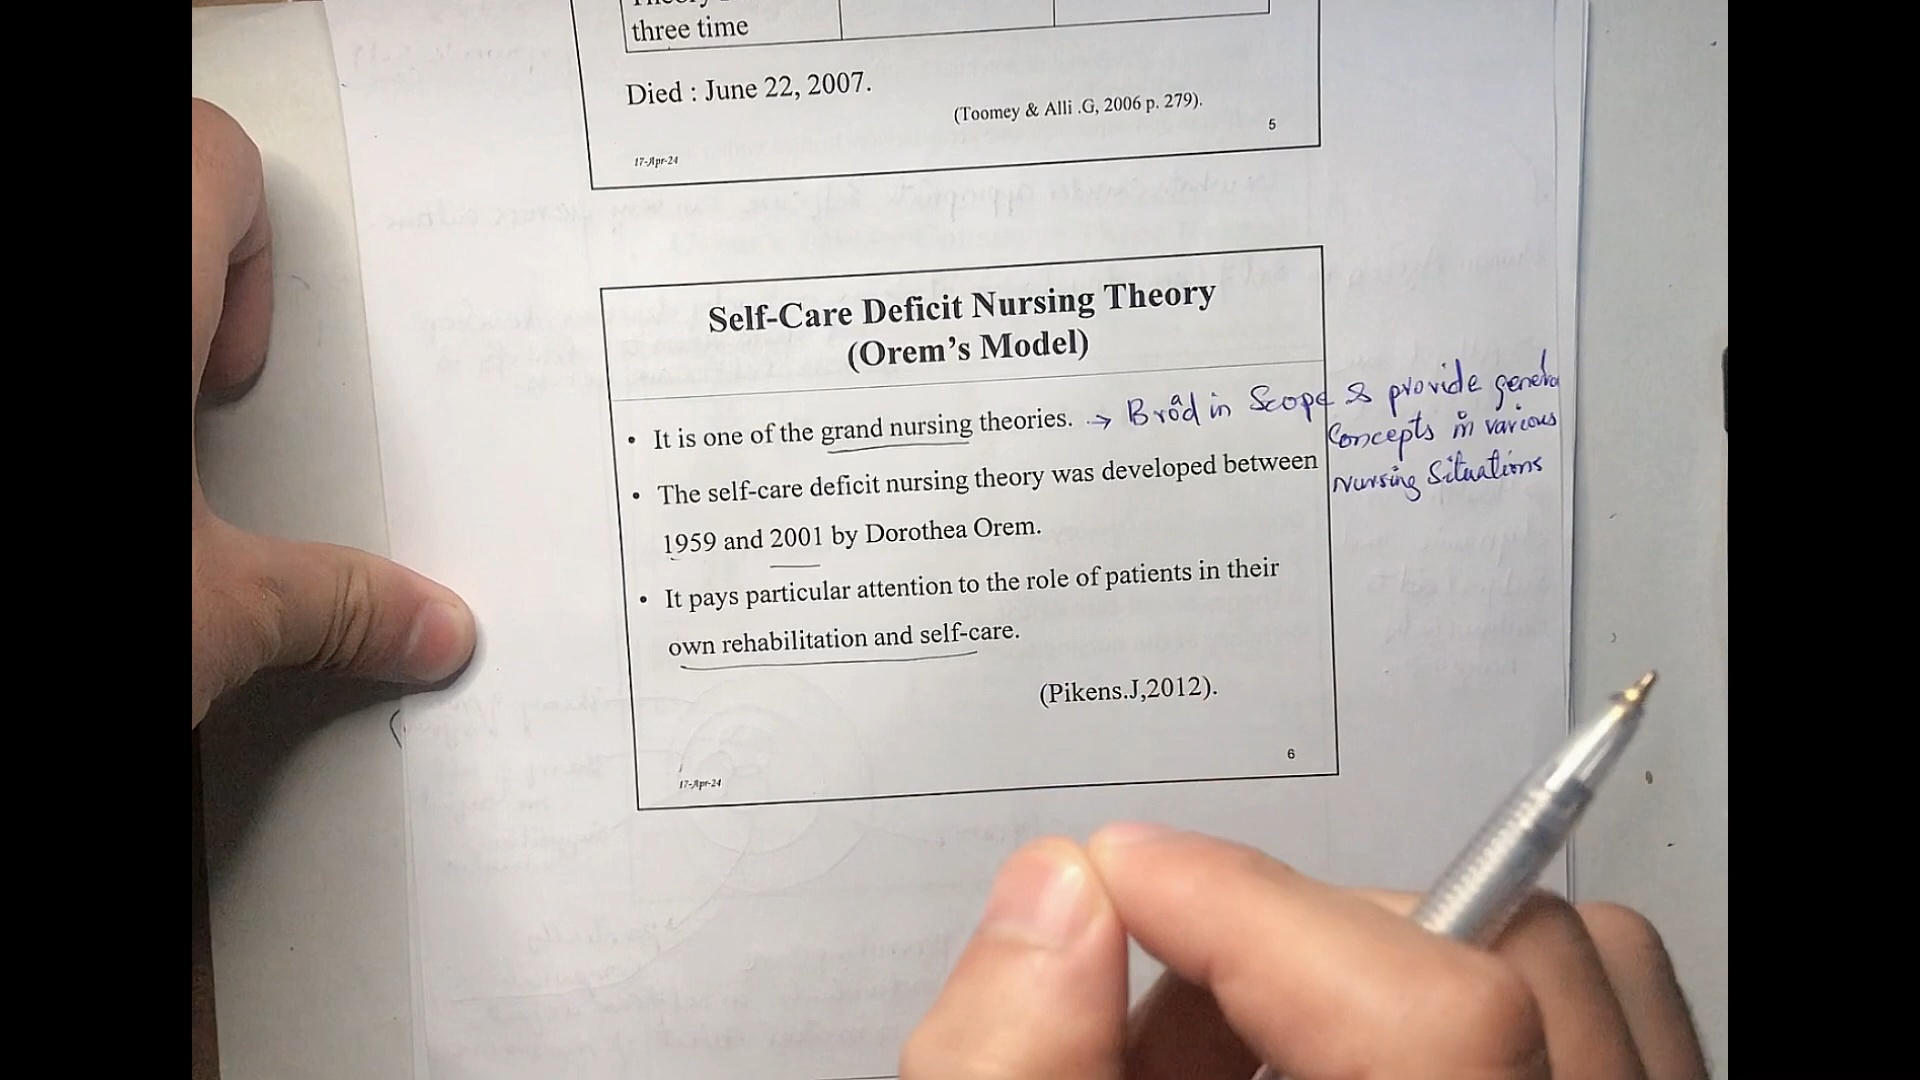 three time
Died : June 22, 2007.
(Toomey & Alli .G, 2006 p. 279).
5
17-Apr-24
Self-Care Deficit Nursing Theory
(Orem's Model)
• It is one of the grand nursing theories. → Broad in Scope & provide general
Concepts in various
Nursing Situations
• The self-care deficit nursing theory was developed between
1959 and 2001 by Dorothea Orem.
• It pays particular attention to the role of patients in their
own rehabilitation and self-care.
(Pikens.J,2012).
6
17-Apr-24